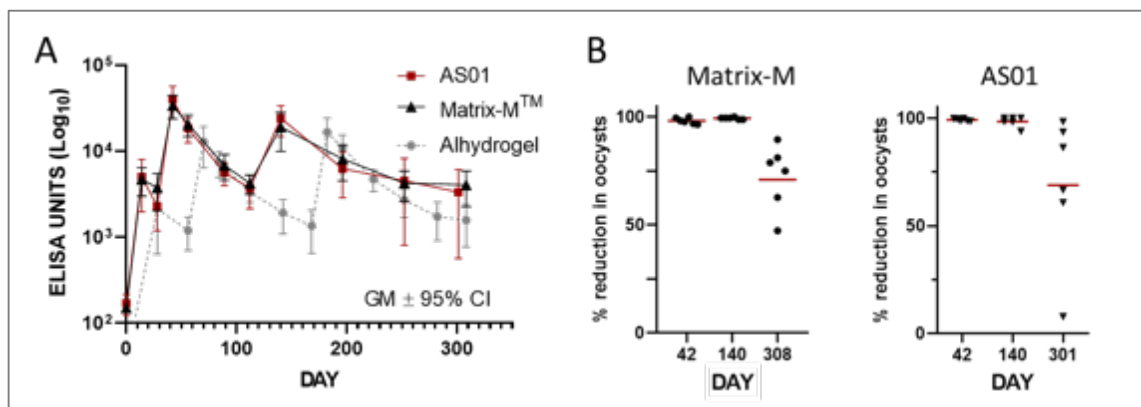 A
ELISA UNITS (Log10)
10^5
10^4
10^3
10^2
0
100
200
300
DAY
AS01
Matrix-M™
Alhydrogel
GM ± 95% CI
B
Matrix-M
% reduction in oocysts
100
50
0
42
140
308
DAY
AS01
% reduction in oocysts
100
50
0
42
140
301
DAY